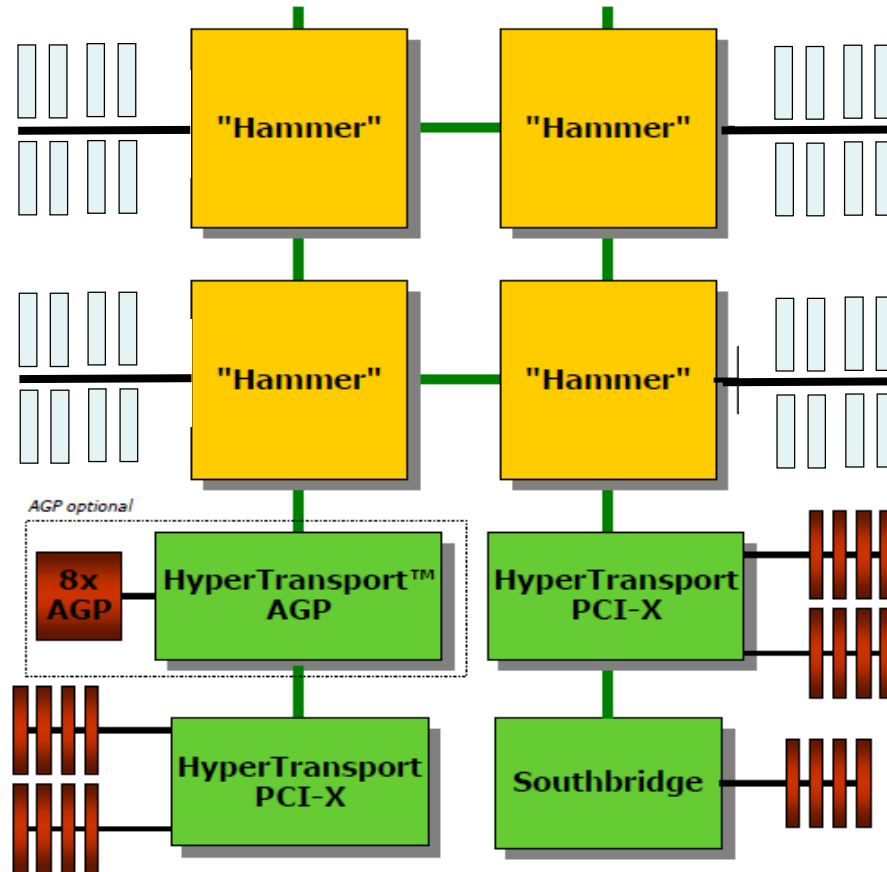 "Hammer"
"Hammer"
"Hammer"
"Hammer"
AGP optional
8x
AGP
HyperTransport™
AGP
HyperTransport
PCI-X
HyperTransport
PCI-X
Southbridge